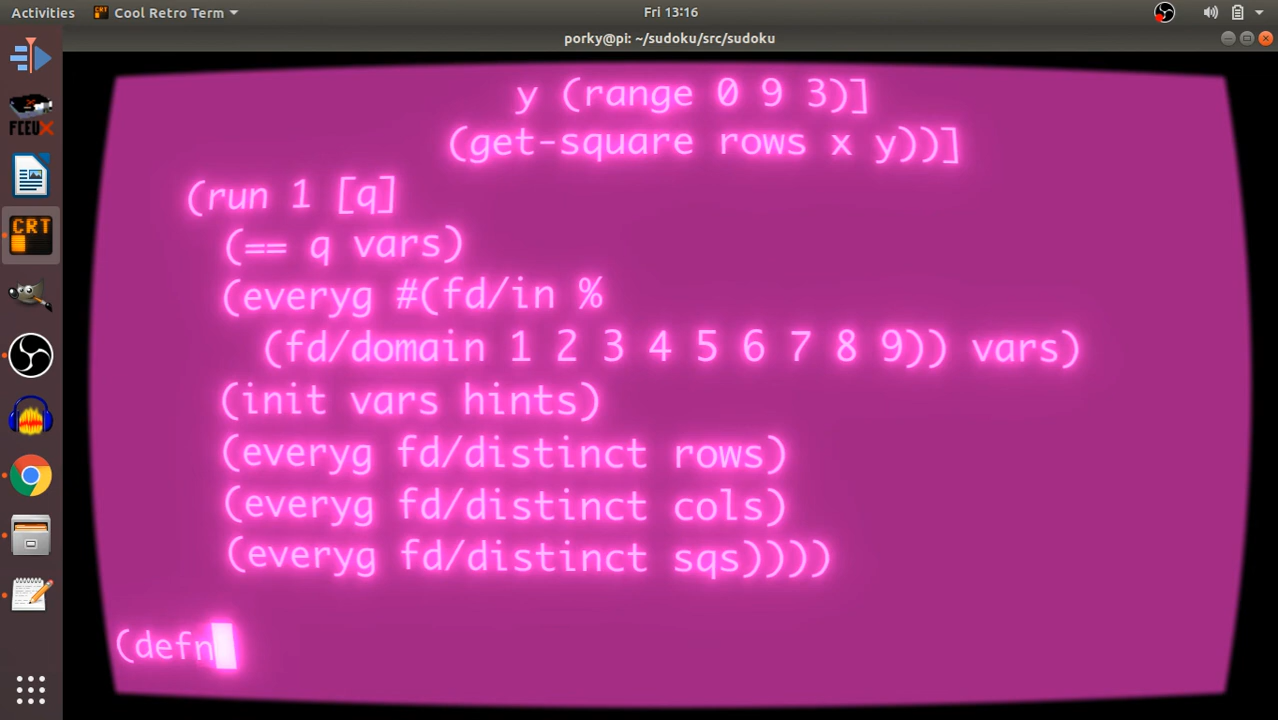 Activities
Cool Retro Term
Fri 13:16
porky@pi: ~/sudoku/src/sudoku
y (range 0 9 3)]
(get-square rows x y))]
(run 1 [q]
(== q vars)
(everyg #(fd/in %
(fd/domain 1 2 3 4 5 6 7 8 9)) vars)
(init vars hints)
(everyg fd/distinct rows)
(everyg fd/distinct cols)
(everyg fd/distinct sqs))))
(defn
FCEUX
CRT